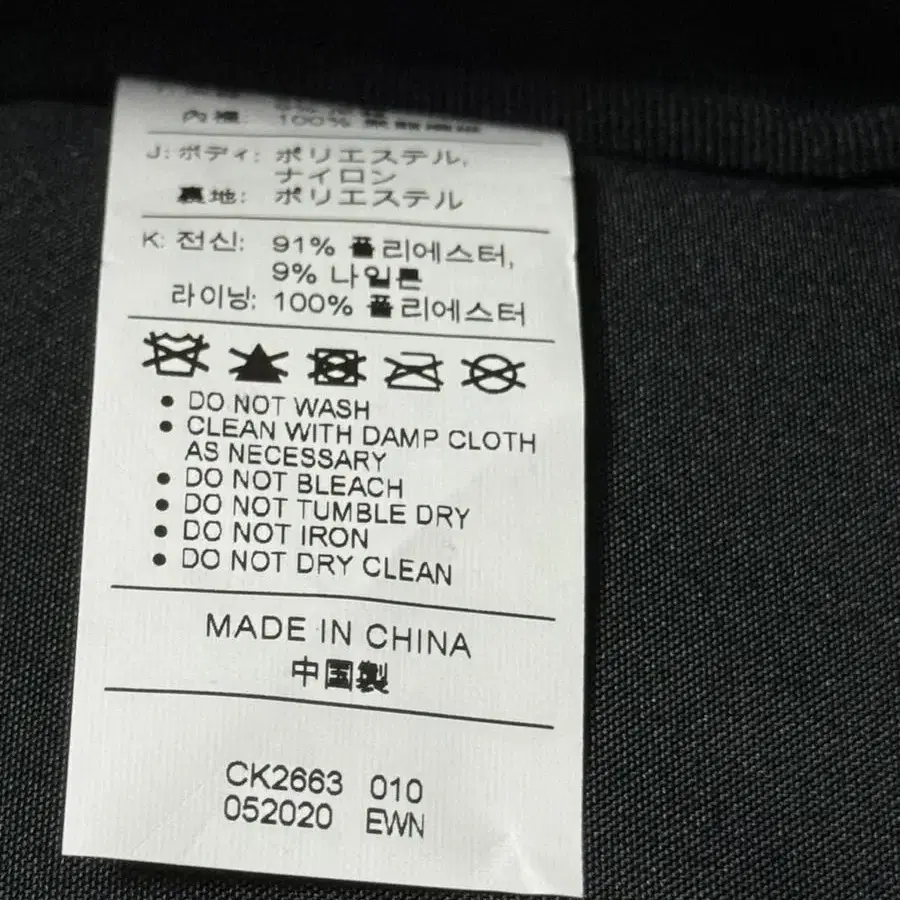 內裡: 100%
J: ボディ: ポリエステル,
ナイロン
裏地: ポリエステル
K: 전신: 91% 폴리에스터,
9% 나일론
라이닝: 100% 폴리에스터
• DO NOT WASH
• CLEAN WITH DAMP CLOTH
AS NECESSARY
• DO NOT BLEACH
• DO NOT TUMBLE DRY
• DO NOT IRON
• DO NOT DRY CLEAN
MADE IN CHINA
中国製
CK2663 010
052020 EWN